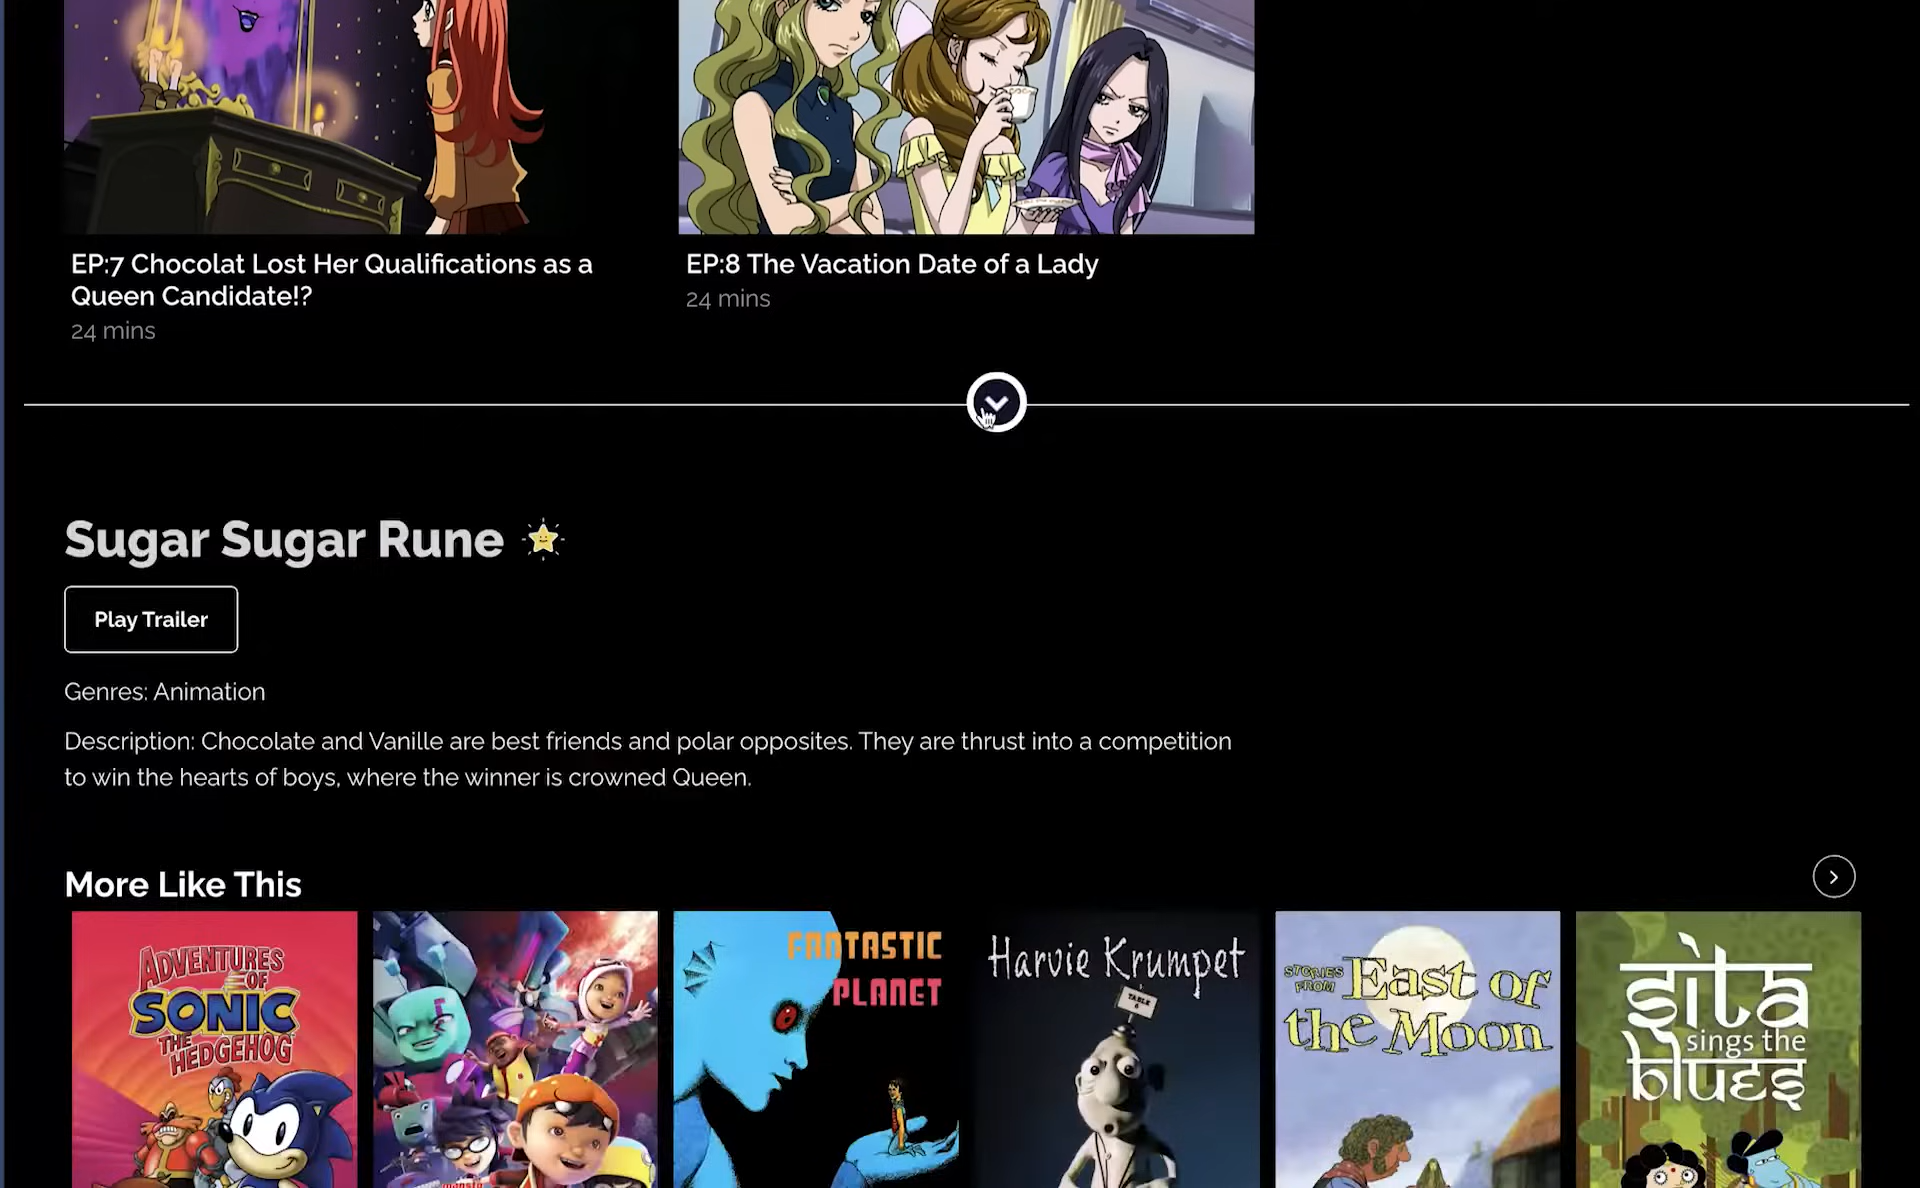 EP:7 Chocolat Lost Her Qualifications as a
Queen Candidate!?
24 mins
EP:8 The Vacation Date of a Lady
24 mins
Sugar Sugar Rune
Play Trailer
Genres: Animation
Description: Chocolate and Vanille are best friends and polar opposites. They are thrust into a competition
to win the hearts of boys, where the winner is crowned Queen.
More Like This
ADVENTURES
OF
SONIC
THE
HEDGEHOG
FANTASTIC
PLANET
Harvie Krumpet
TABLE
6
STORIES
FROM
East of
the Moon
sita
sings the
blues